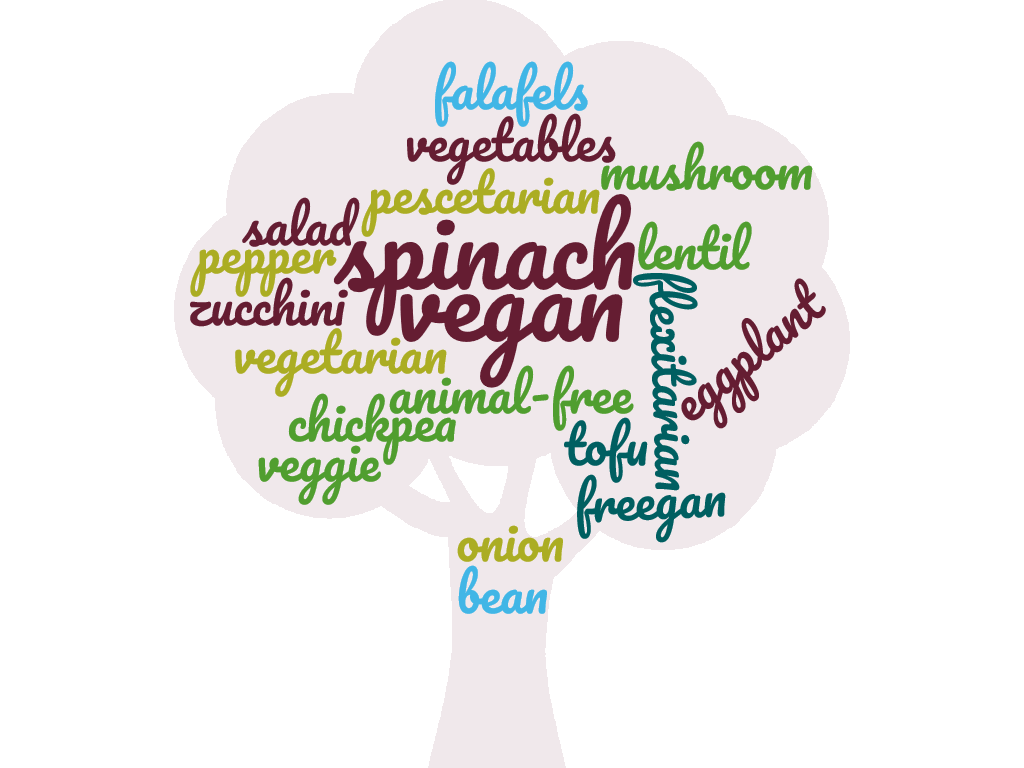 falafels
vegetables
mushroom
pescetarian
salad
spinach
lentil
pepper
zucchini
vegan
flexitarian
eggplant
vegetarian
animal-free
chickpea
tofu
veggie
freegan
onion
bean